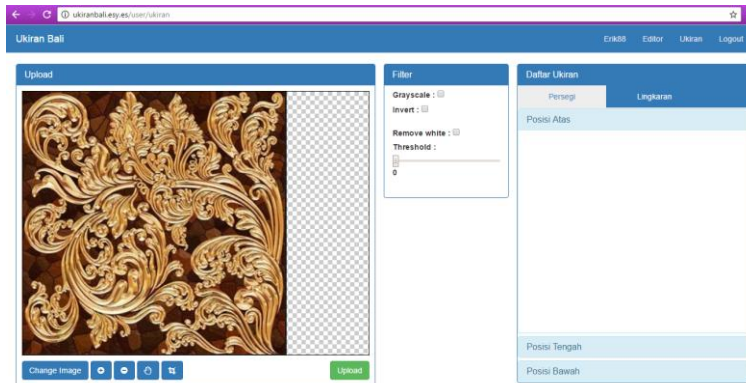 ukiranbali.esy.es/user/ukiran
Ukiran Bali
Erik88 Editor Ukiran Logout
Upload
Change Image
Upload
Filter
Grayscale :
Invert :
Remove white :
Threshold :
0
Daftar Ukiran
Persegi Lingkaran
Posisi Atas
Posisi Tengah
Posisi Bawah